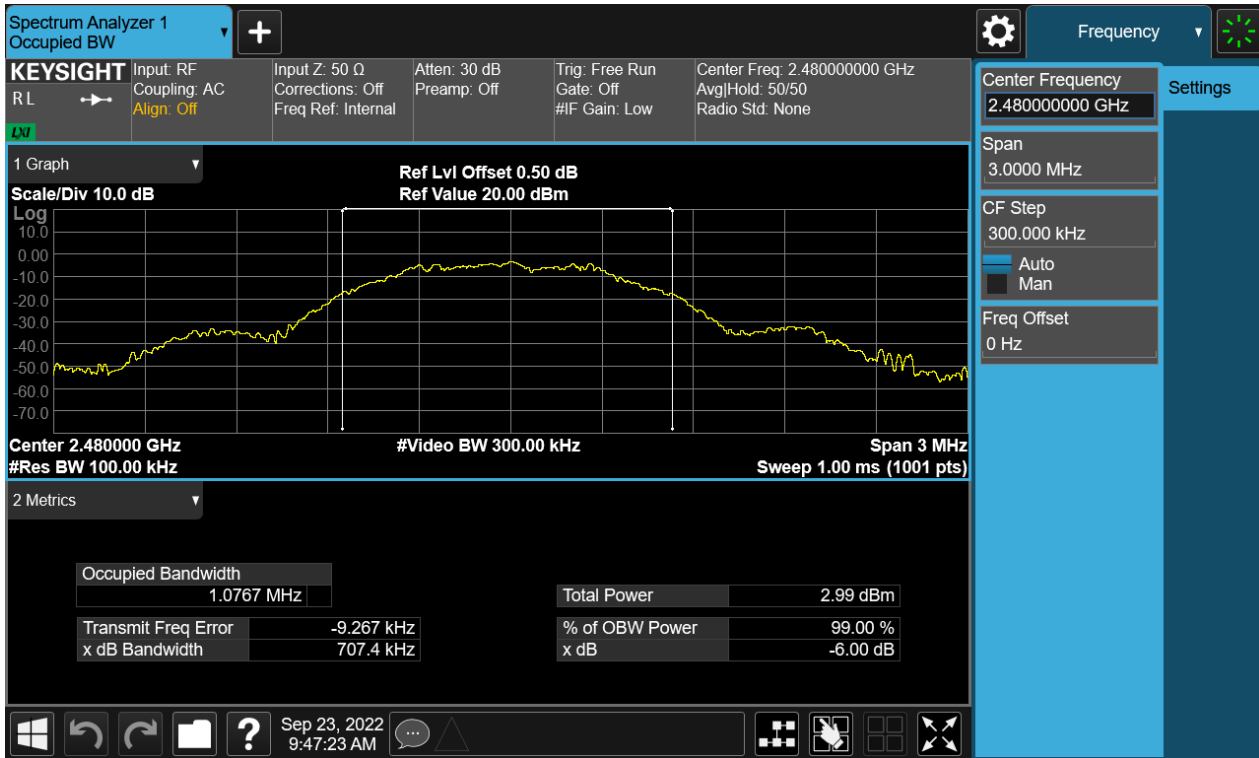 Spectrum Analyzer 1
Occupied BW
+
Frequency
KEYSIGHT
R L
LXI
Input: RF
Coupling: AC
Align: Off
Input Z: 50 Ω
Corrections: Off
Freq Ref: Internal
Atten: 30 dB
Preamp: Off
Trig: Free Run
Gate: Off
#IF Gain: Low
Center Freq: 2.480000000 GHz
Avg|Hold: 50/50
Radio Std: None
Center Frequency
2.480000000 GHz
Settings
Span
3.0000 MHz
CF Step
300.000 kHz
Auto
Man
Freq Offset
0 Hz
1 Graph
Scale/Div 10.0 dB
Ref Lvl Offset 0.50 dB
Ref Value 20.00 dBm
Log
10.0
0.00
-10.0
-20.0
-30.0
-40.0
-50.0
-60.0
-70.0
Center 2.480000 GHz
#Video BW 300.00 kHz
Span 3 MHz
#Res BW 100.00 kHz
Sweep 1.00 ms (1001 pts)
2 Metrics
Occupied Bandwidth
1.0767 MHz
Total Power 2.99 dBm
Transmit Freq Error -9.267 kHz
% of OBW Power 99.00 %
x dB Bandwidth 707.4 kHz
x dB -6.00 dB
?
Sep 23, 2022
9:47:23 AM